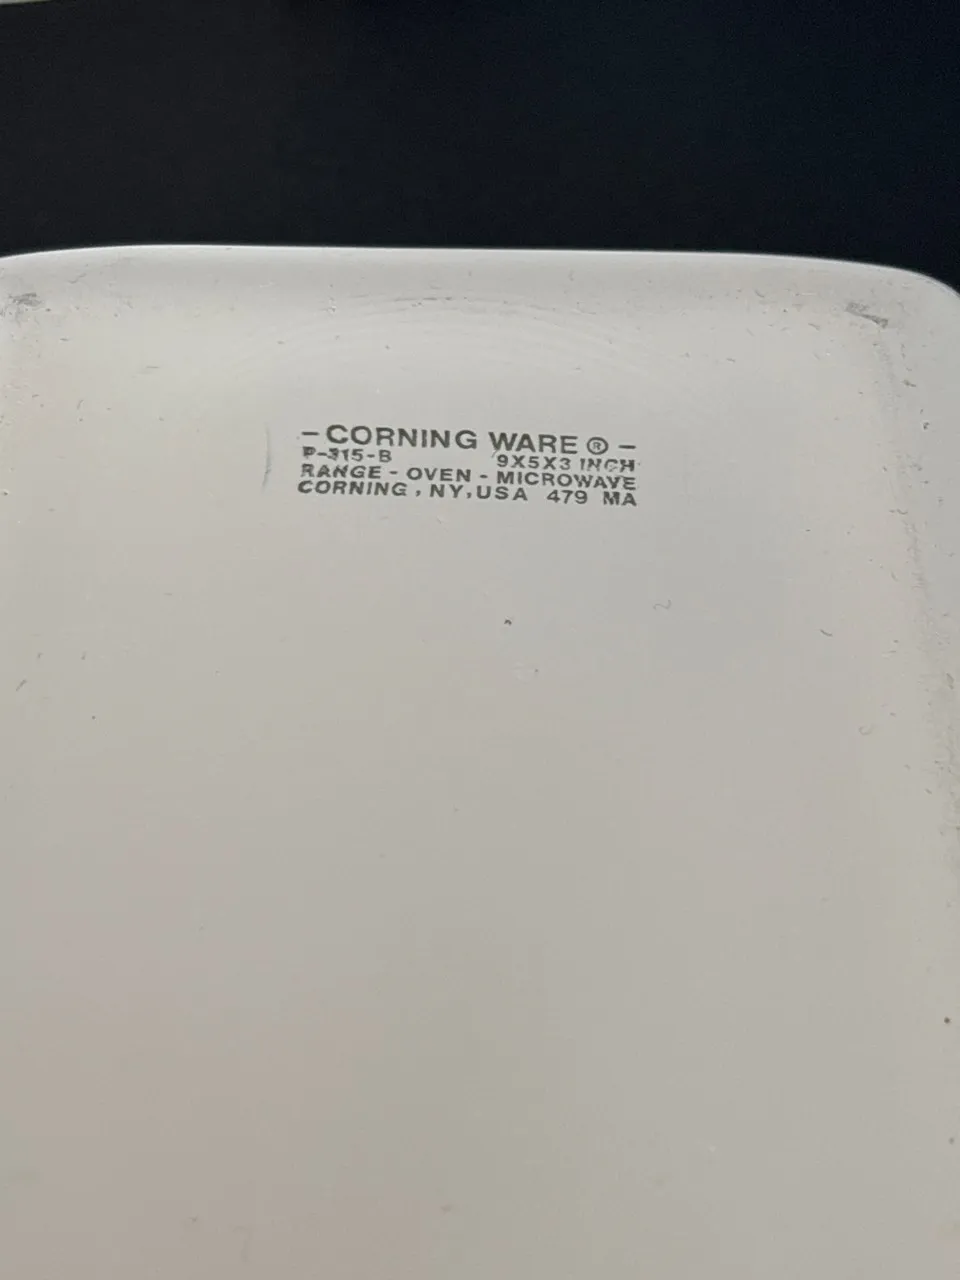 - CORNING WARE ® -
P-315-B 9X5X3 INCH
RANGE - OVEN - MICROWAVE
CORNING, NY, USA 479 MA